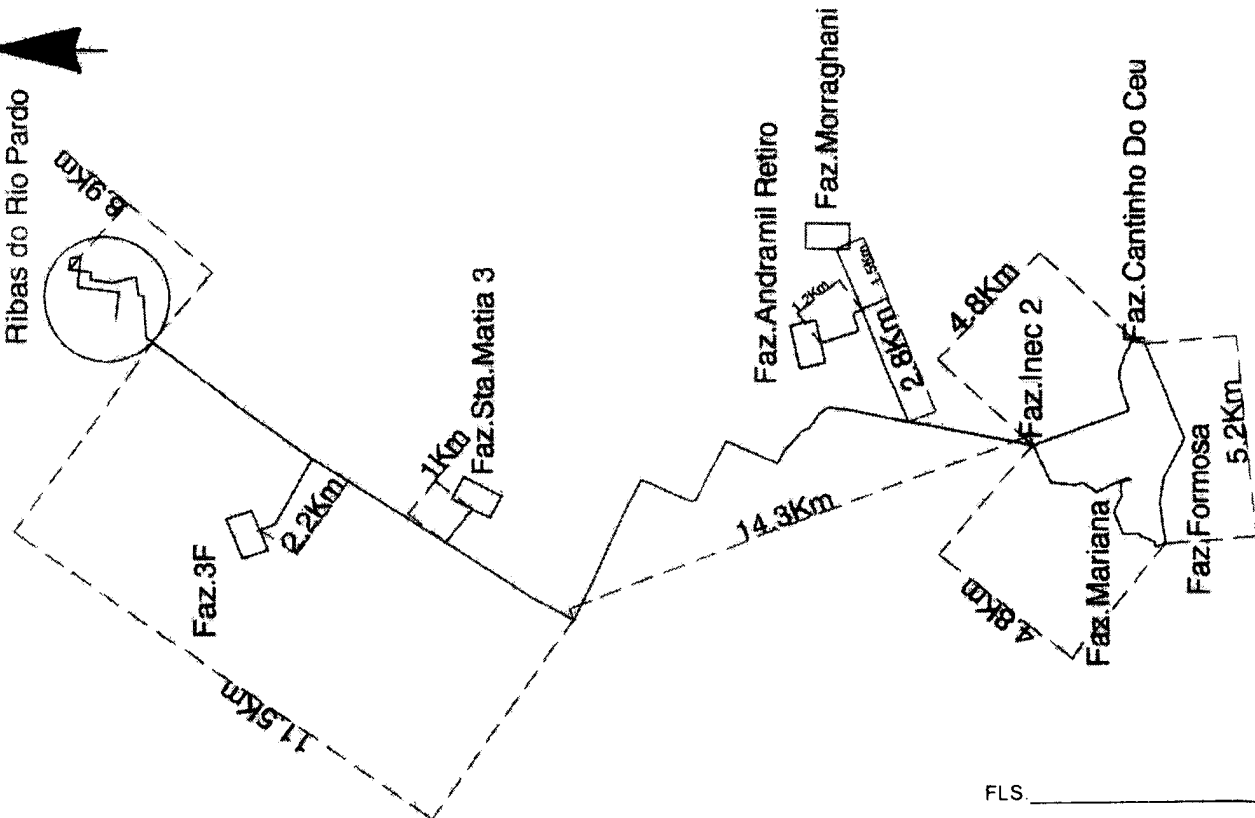 Ribas do Rio Pardo
8.9Km
Faz.3F
2.2Km
1Km
Faz.Sta.Matia 3
11.5Km
14.3Km
Faz.Andramil Retiro
1.2Km
Faz.Morraghani
2.8Km
4.8Km
Faz.Inec 2
Faz.Cantinho Do Ceu
4.8Km
Faz.Mariana
Faz.Formosa
5.2Km
FLS.